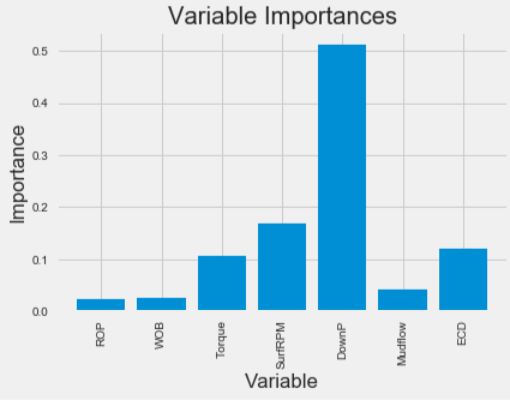 Variable Importances
0.5
0.4
0.3
0.2
0.1
0.0
Importance
ROP
WOB
Torque
SurfRPM
DownP
Mudflow
ECD
Variable